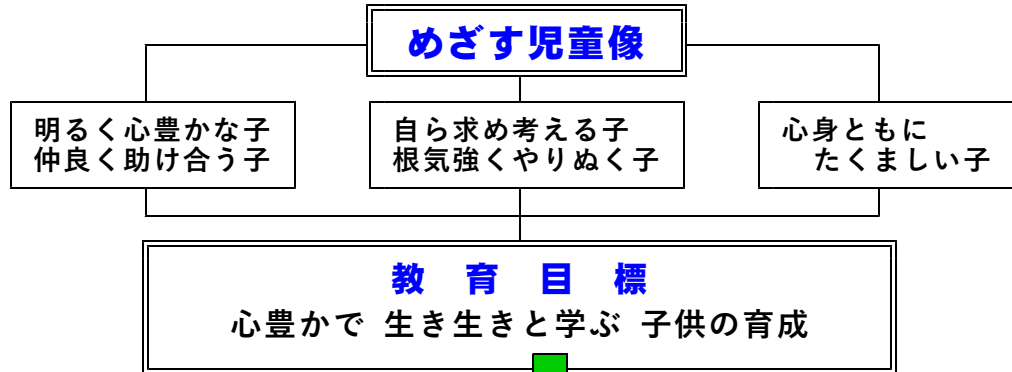 めざす児童像
明るく心豊かな子
仲良く助け合う子
自ら求め考える子
根気強くやりぬく子
心身ともに
たくましい子
教 育 目 標
心豊かで 生き生きと学ぶ 子供の育成